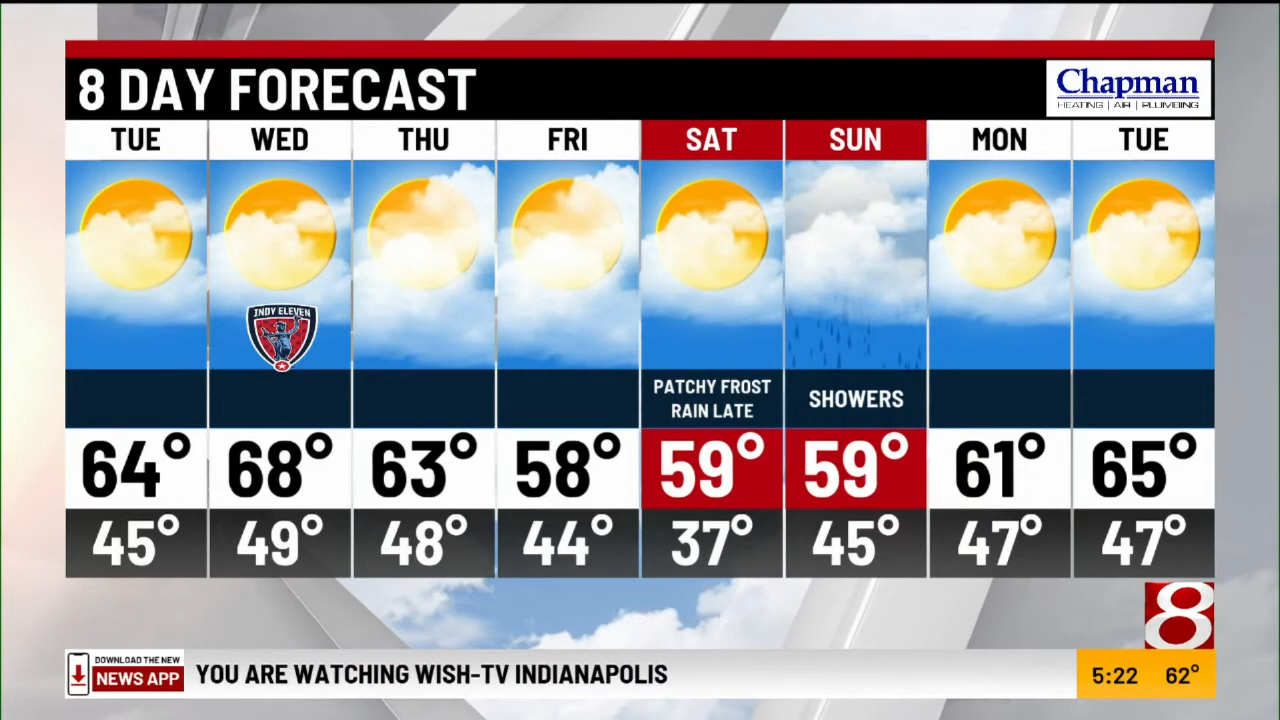 8 DAY FORECAST
Chapman
HEATING | AIR | PLUMBING
TUE WED THU FRI SAT SUN MON TUE
INDY ELEVEN
PATCHY FROST
RAIN LATE
SHOWERS
64° 68° 63° 58° 59° 59° 61° 65°
45° 49° 48° 44° 37° 45° 47° 47°
8
DOWNLOAD THE NEW
NEWS APP
YOU ARE WATCHING WISH-TV INDIANAPOLIS
5:22 62°